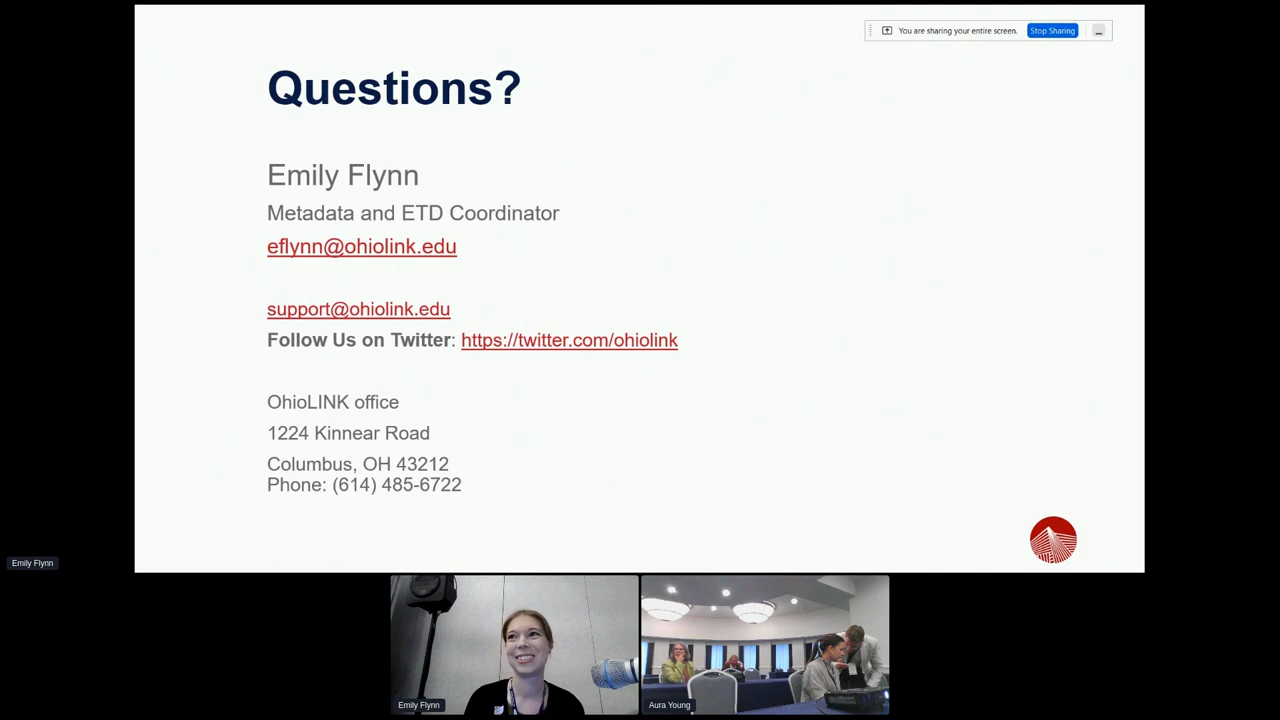 You are sharing your entire screen.
Stop Sharing
Questions?
Emily Flynn
Metadata and ETD Coordinator
eflynn@ohiolink.edu
support@ohiolink.edu
Follow Us on Twitter: https://twitter.com/ohiolink
OhioLINK office
1224 Kinnear Road
Columbus, OH 43212
Phone: (614) 485-6722
Emily Flynn
Emily Flynn
Aura Young